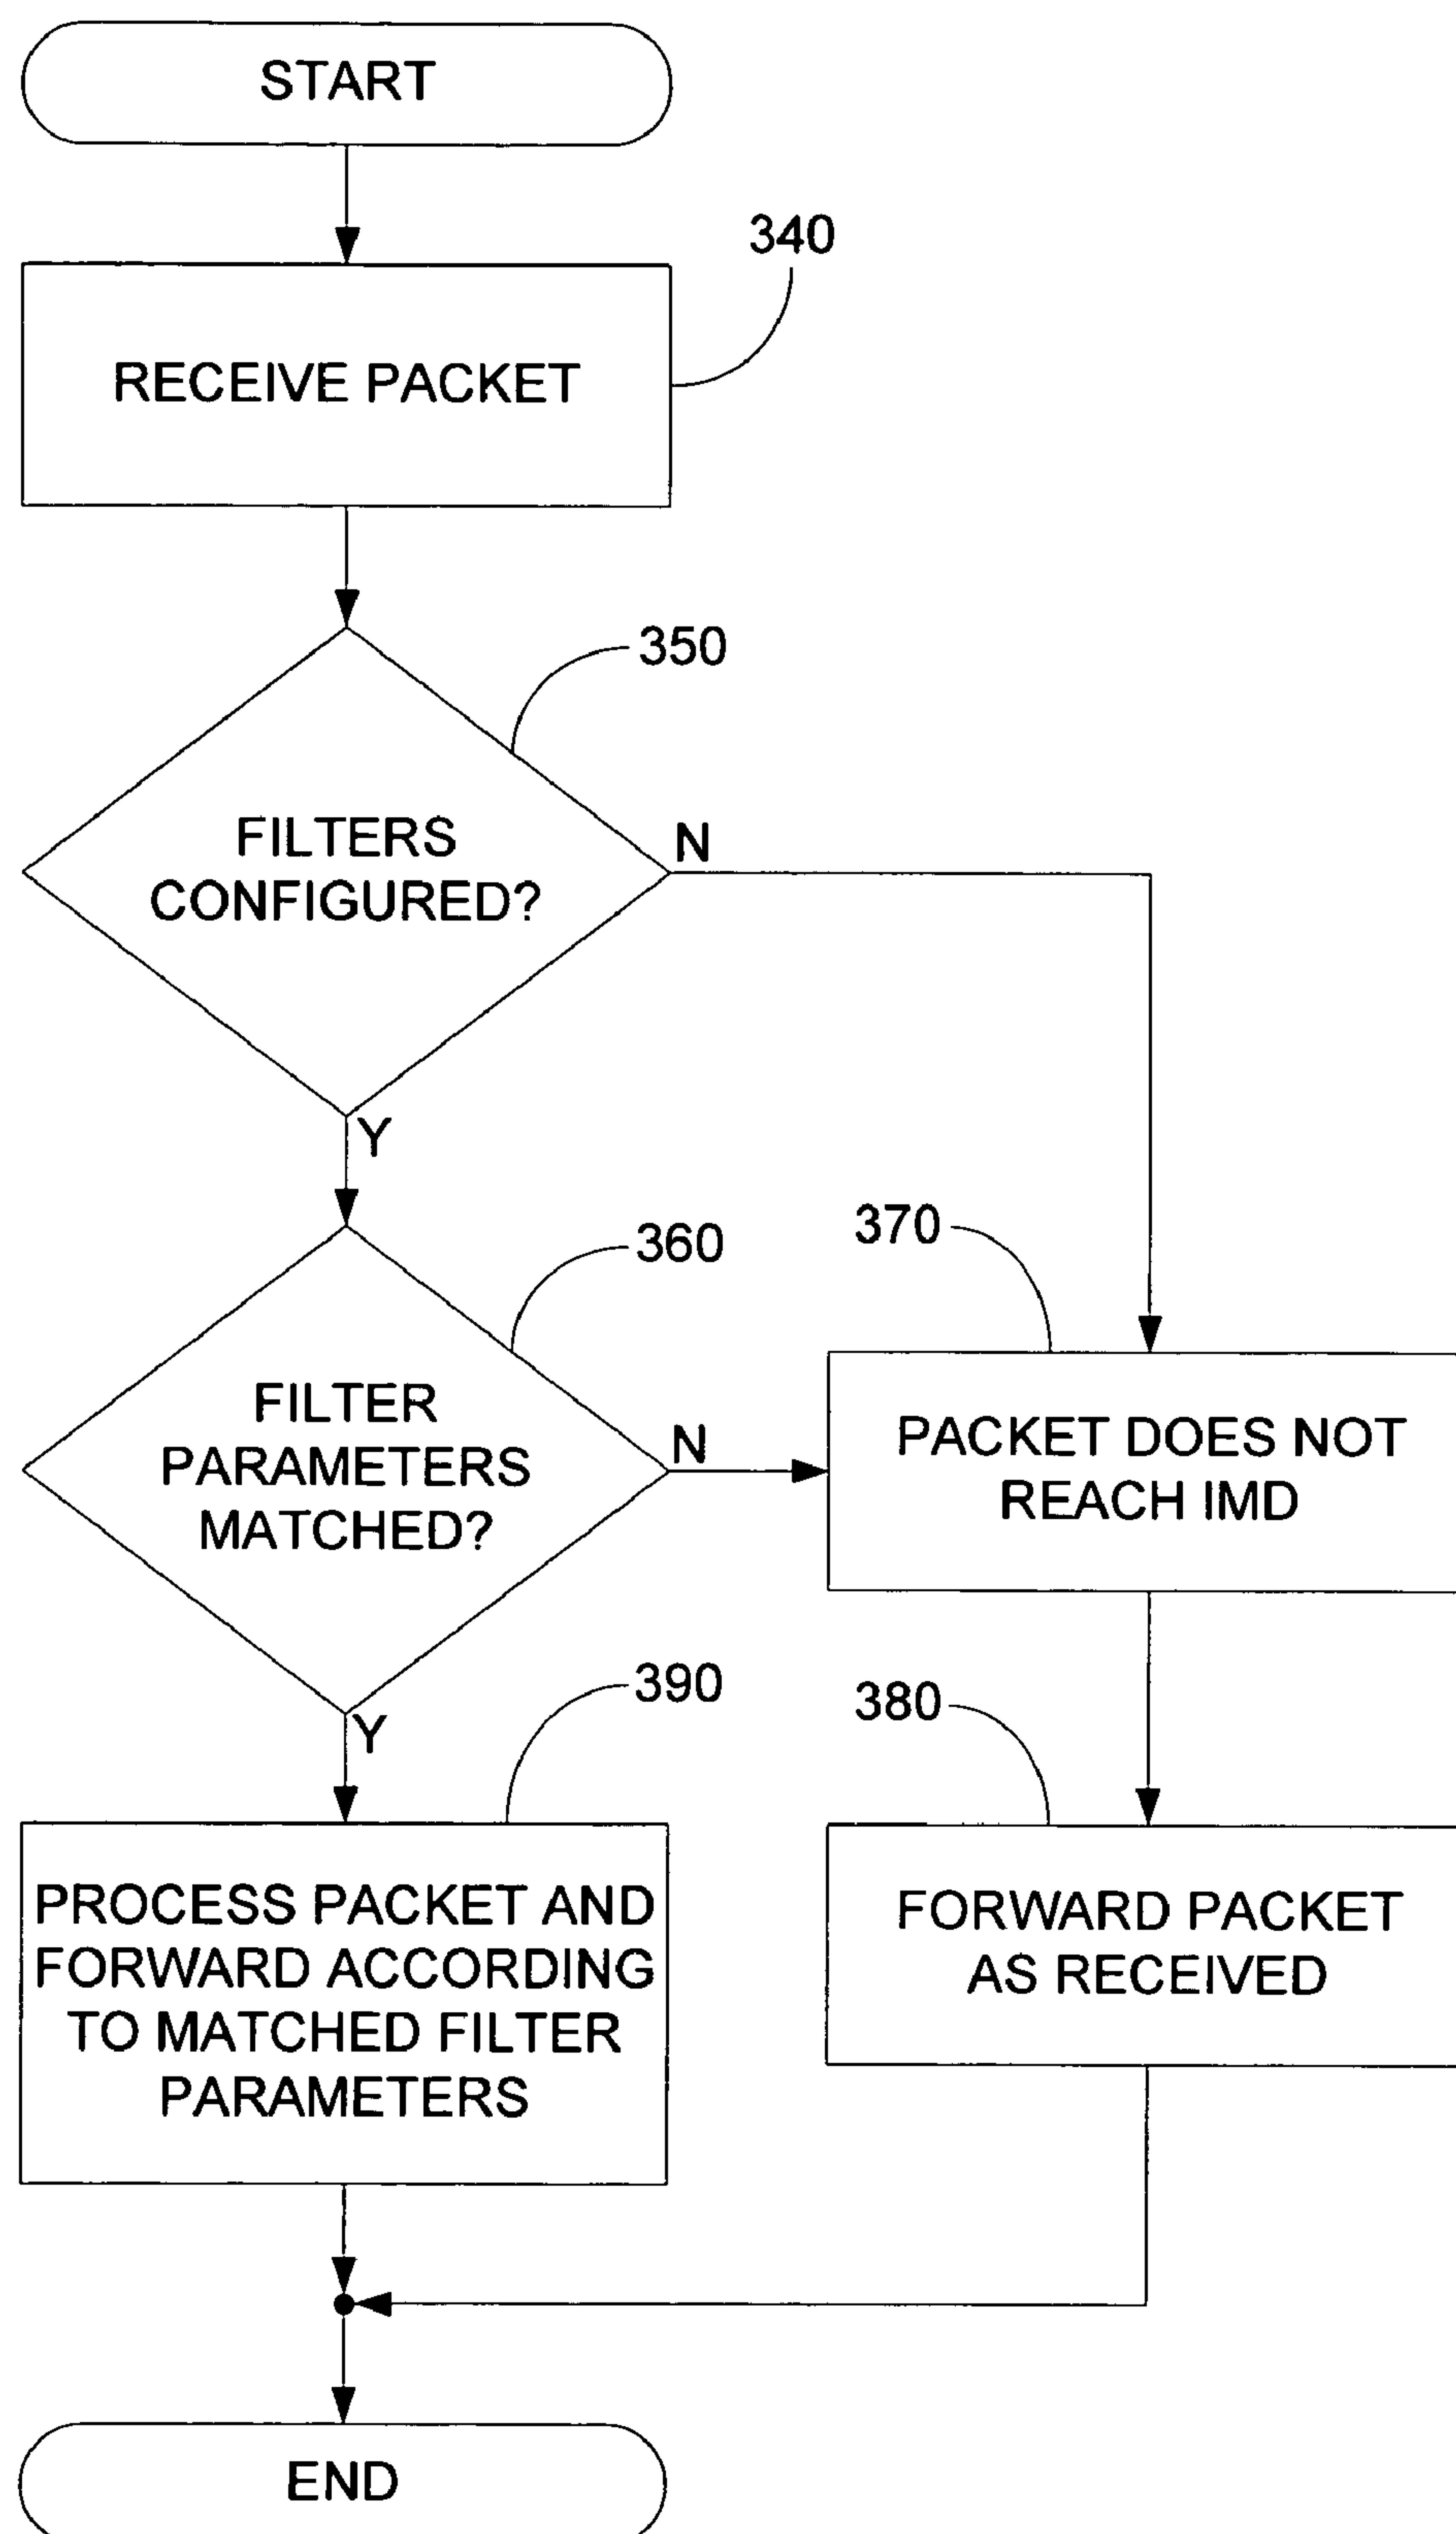 START
340
RECEIVE PACKET
350
FILTERS
CONFIGURED?
N
Y
360
370
FILTER
PARAMETERS
MATCHED?
N
PACKET DOES NOT
REACH IMD
Y
390
380
PROCESS PACKET AND
FORWARD ACCORDING
TO MATCHED FILTER
PARAMETERS
FORWARD PACKET
AS RECEIVED
END